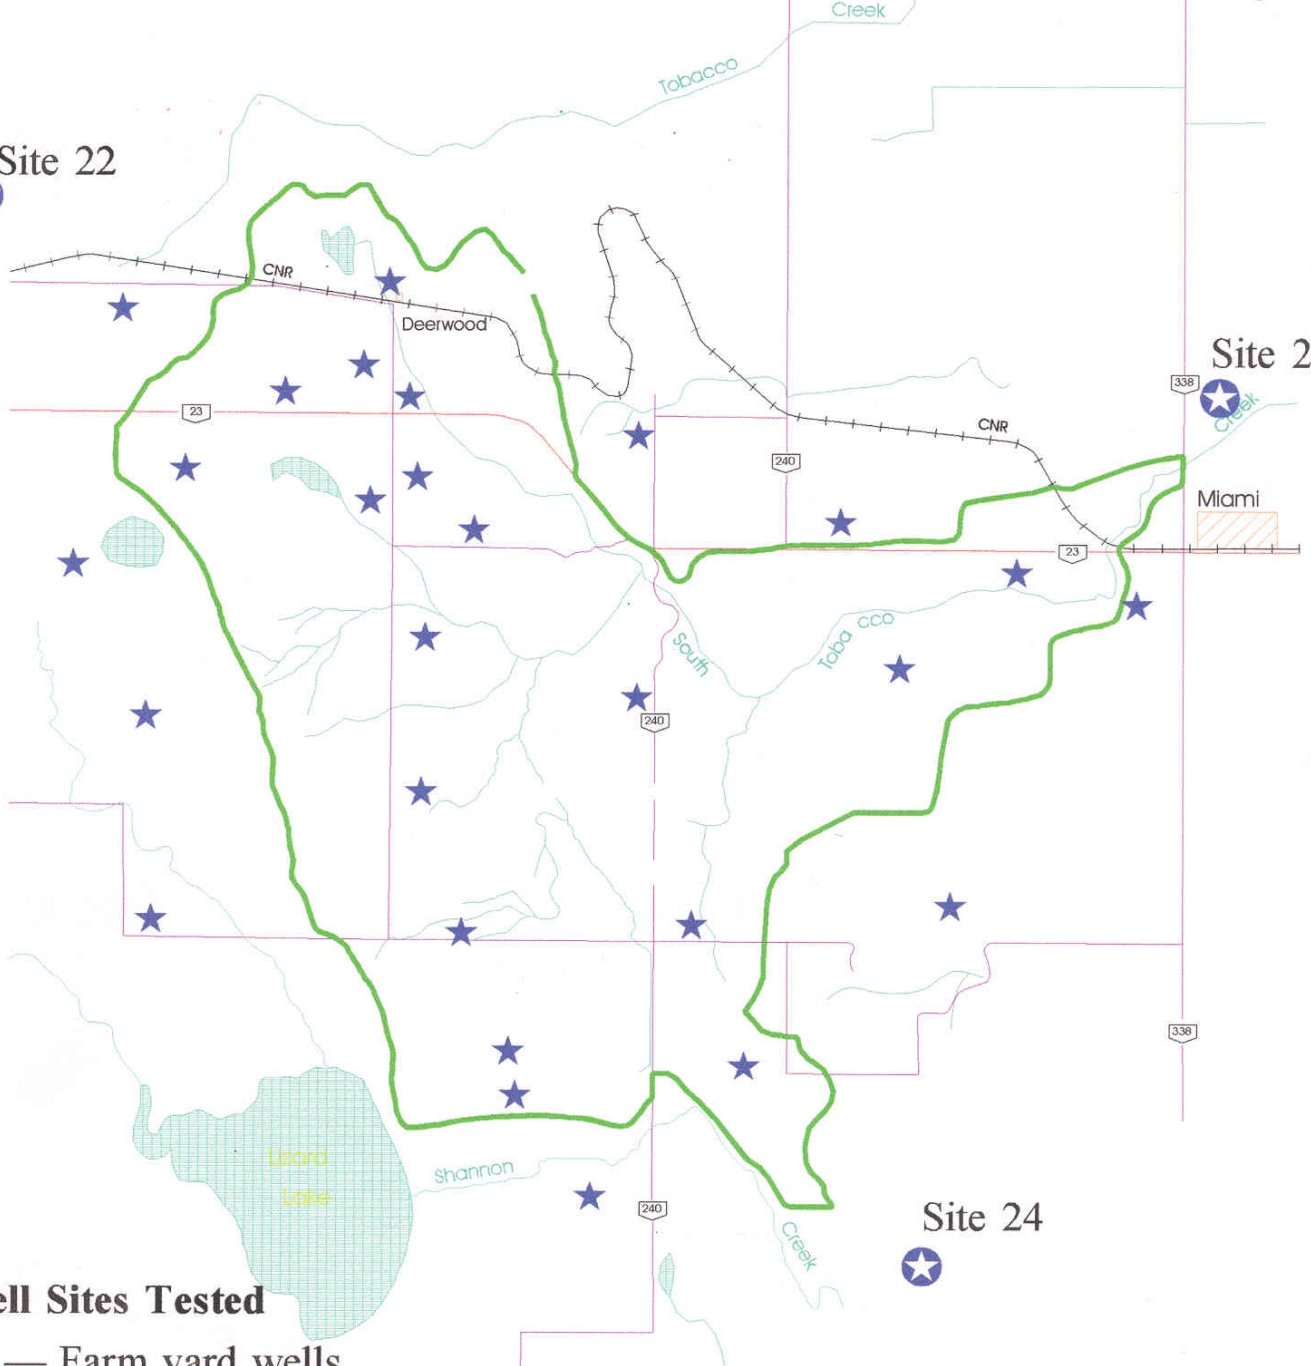 Creek
Tobacco
Site 22
CNR
Deerwood
Site 2
338
Creek
23
CNR
240
Miami
23
Toba cco
South
240
338
Lizard
Lake
Shannon
240
Creek
Site 24
ell Sites Tested
— Farm yard wells